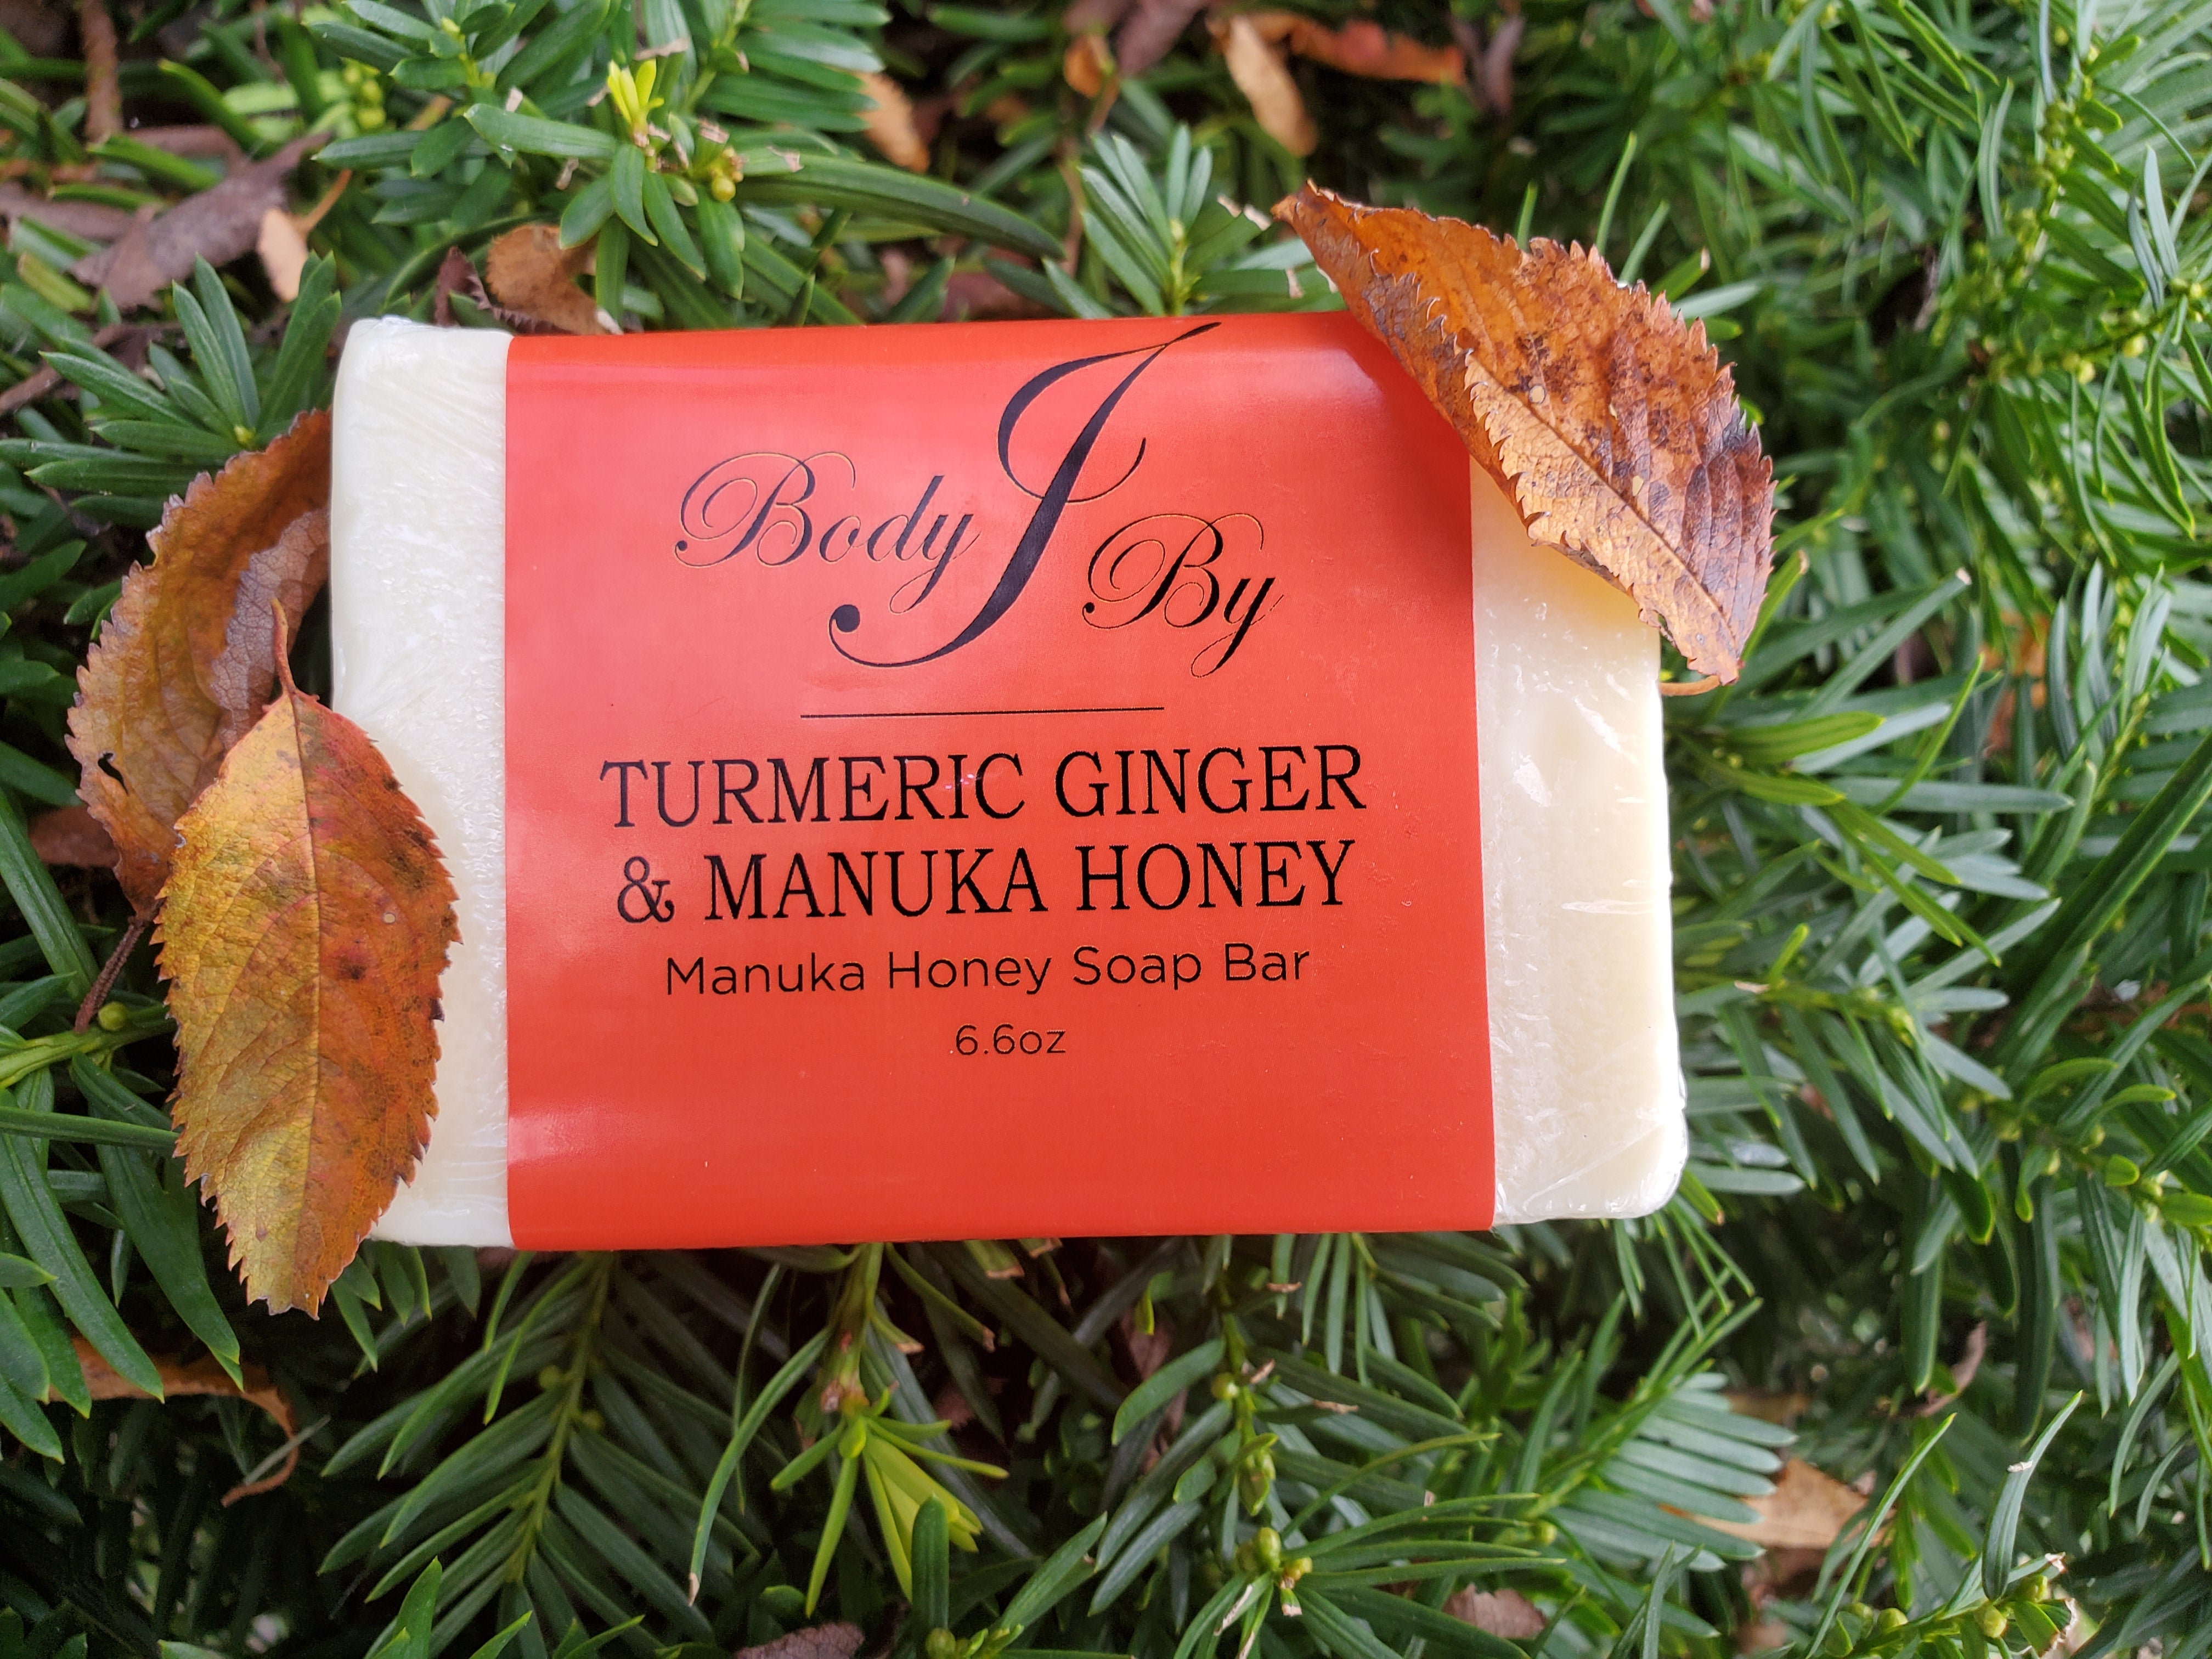 Body J By
TURMERIC GINGER
& MANUKA HONEY
Manuka Honey Soap Bar
6.6oz